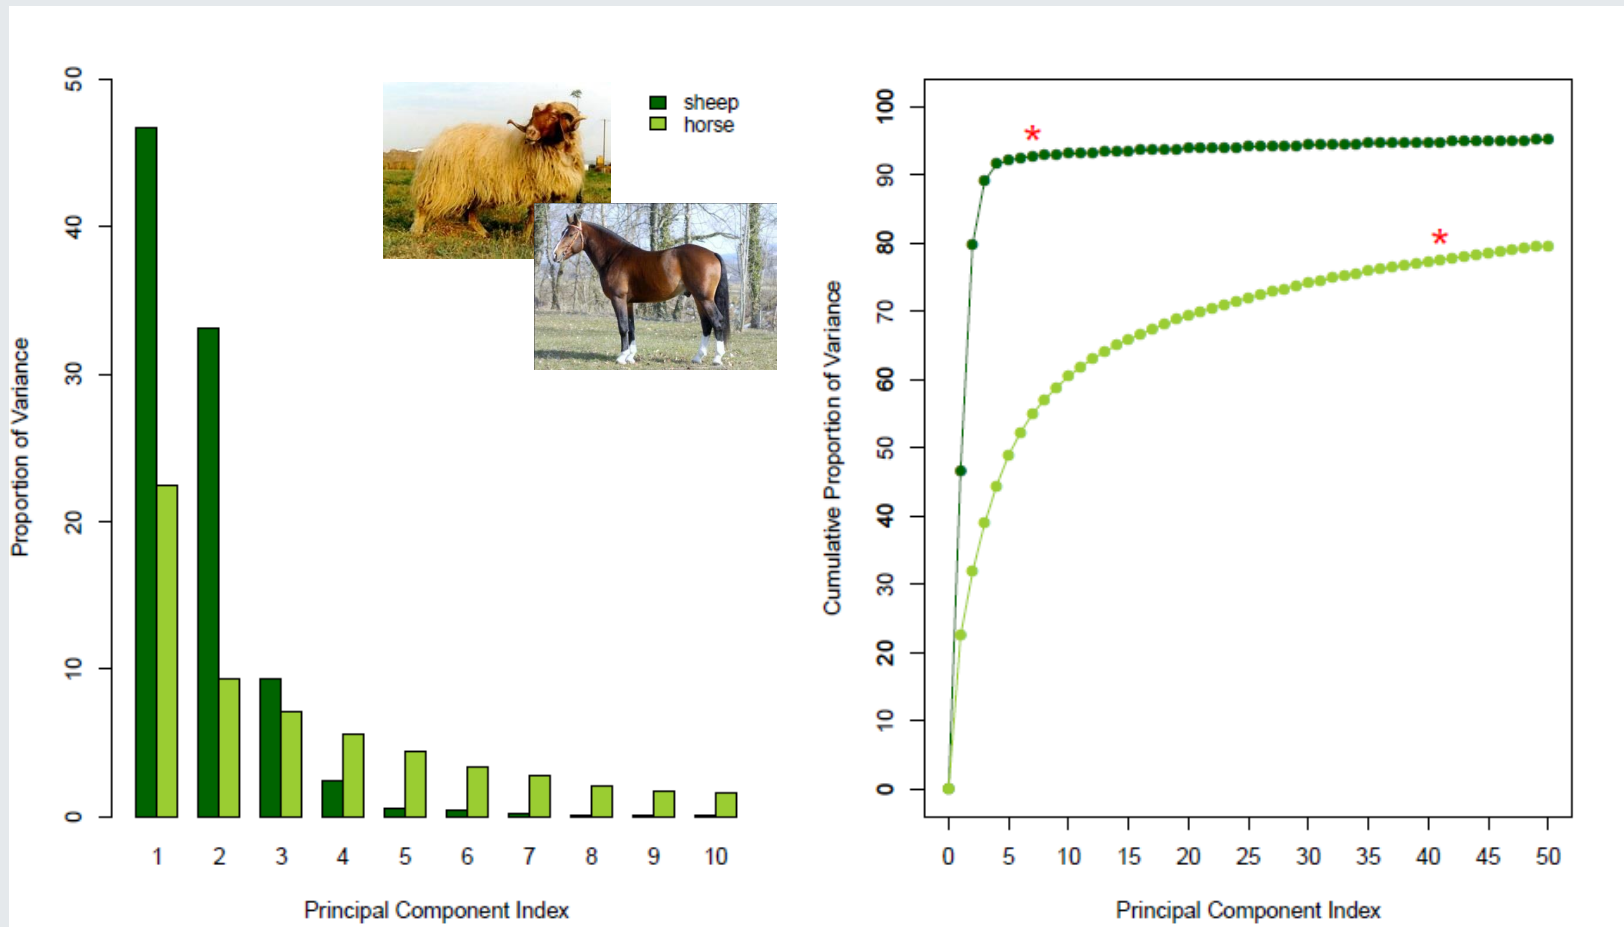 sheep
horse
50
40
30
20
10
0
Proportion of Variance
1 2 3 4 5 6 7 8 9 10
Principal Component Index
100
90
80
70
60
50
40
30
20
10
0
Cumulative Proportion of Variance
*
*
0 5 10 15 20 25 30 35 40 45 50
Principal Component Index